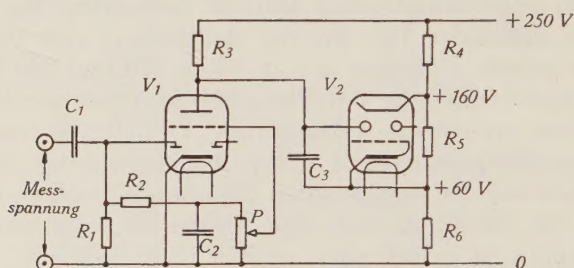 + 250 V
R3
R4
V1
V2
C1
+ 160 V
R5
C3
Mess-
spannung
R2
+ 60 V
P
R1
C2
R6
0